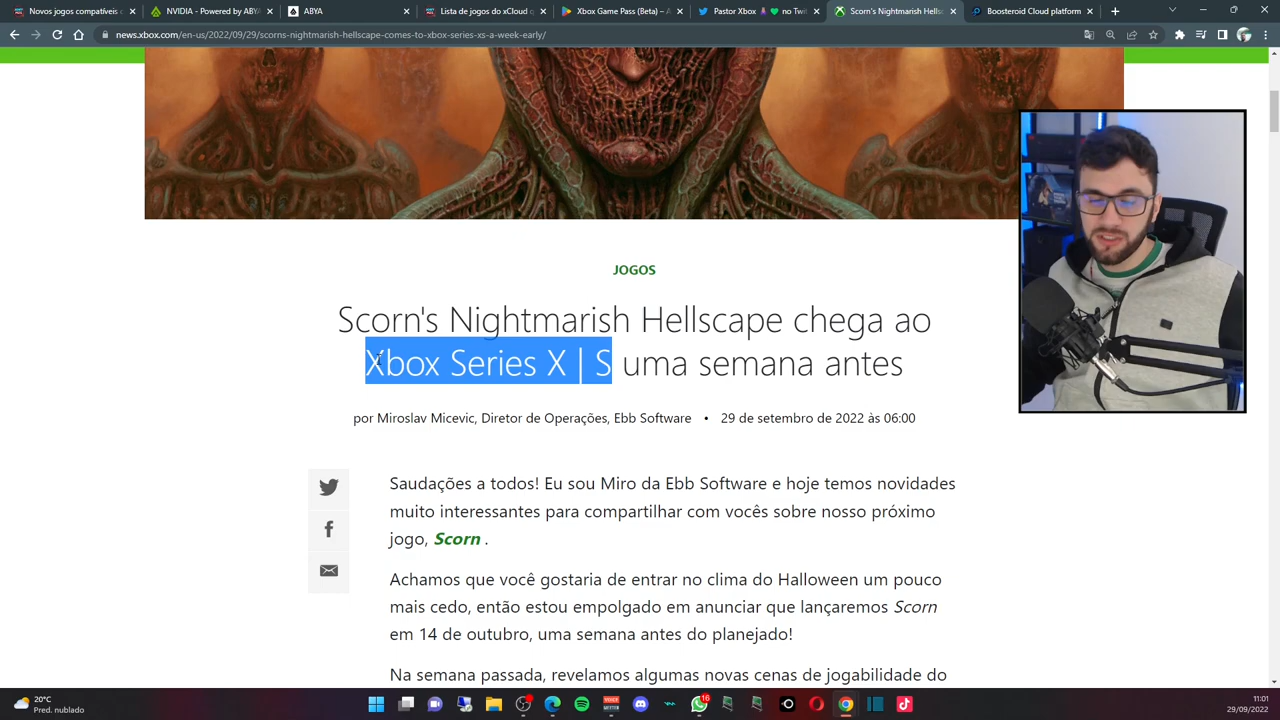 Novos jogos compatíveis c
NVIDIA - Powered by ABYA
ABYA
Lista de jogos do xCloud
Xbox Game Pass (Beta) – A
Pastor Xbox no Twi
Scorn's Nightmarish Hellsc
Boosteroid Cloud platform
news.xbox.com/en-us/2022/09/29/scorns-nightmarish-hellscape-comes-to-xbox-series-xs-a-week-early/
JOGOS
Scorn's Nightmarish Hellscape chega ao
Xbox Series X | S uma semana antes
por Miroslav Micevic, Diretor de Operações, Ebb Software • 29 de setembro de 2022 às 06:00
Saudações a todos! Eu sou Miro da Ebb Software e hoje temos novidades
muito interessantes para compartilhar com vocês sobre nosso próximo
jogo, Scorn .
Achamos que você gostaria de entrar no clima do Halloween um pouco
mais cedo, então estou empolgado em anunciar que lançaremos Scorn
em 14 de outubro, uma semana antes do planejado!
Na semana passada, revelamos algumas novas cenas de jogabilidade do
20°C
Pred. nublado
16
11:01
29/09/2022